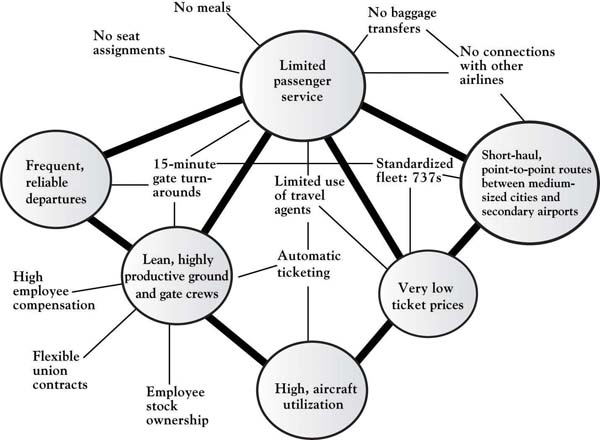 No meals
No seat
assignments
No baggage
transfers
No connections
with other
airlines
Limited
passenger
service
Frequent,
reliable
departures
15-minute
gate turn-
arounds
Limited use
of travel
agents
Standardized
fleet: 737s
Short-haul,
point-to-point routes
between medium-
sized cities and
secondary airports
Lean, highly
productive ground
and gate crews
Automatic
ticketing
Very low
ticket prices
High
employee
compensation
Flexible
union
contracts
Employee
stock
ownership
High, aircraft
utilization